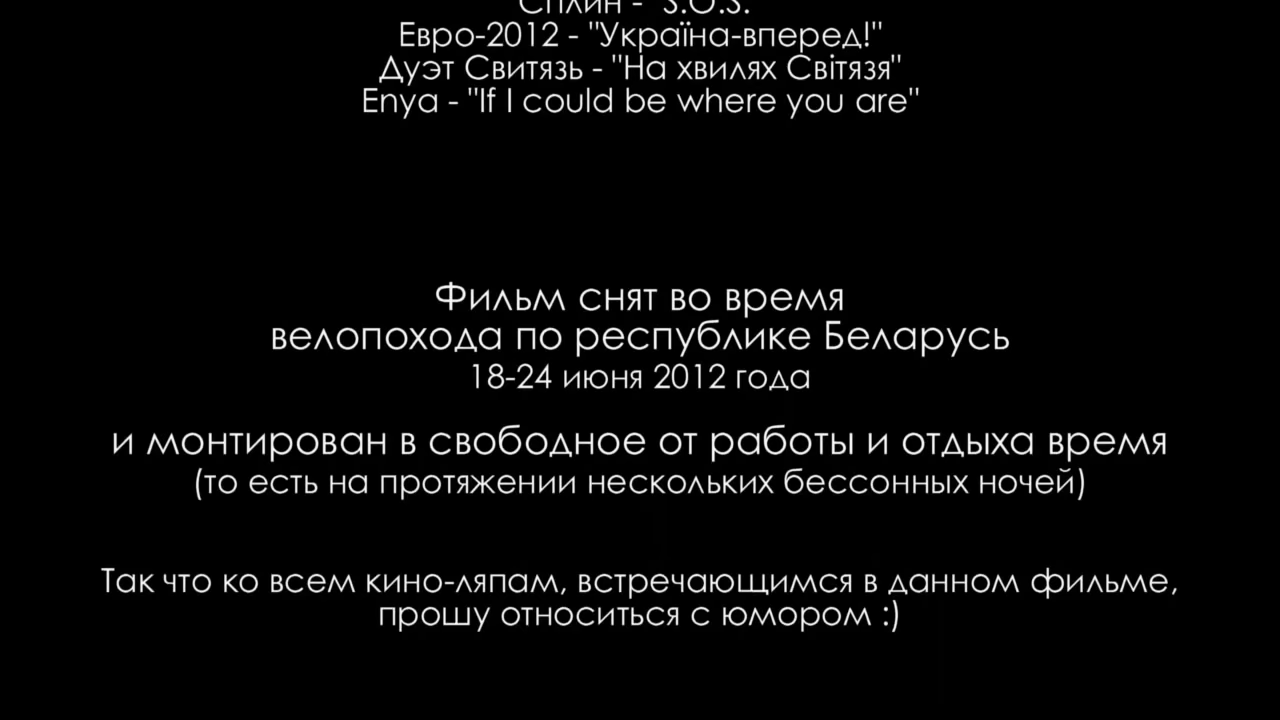 Сплин - "S.O.S."
Евро-2012 - "Україна-вперед!"
Дуэт Свитязь - "На хвилях Світязя"
Enya - "If I could be where you are"
Фильм снят во время
велопохода по республике Беларусь
18-24 июня 2012 года
и монтирован в свободное от работы и отдыха время
(то есть на протяжении нескольких бессонных ночей)
Так что ко всем кино-ляпам, встречающимся в данном фильме,
прошу относиться с юмором :)